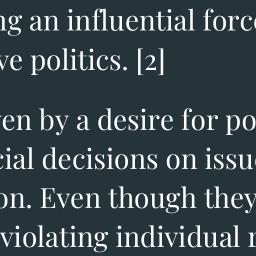 ng an influential forc
ve politics. [2]
en by a desire for po
cial decisions on issu
on. Even though they
violating individual r